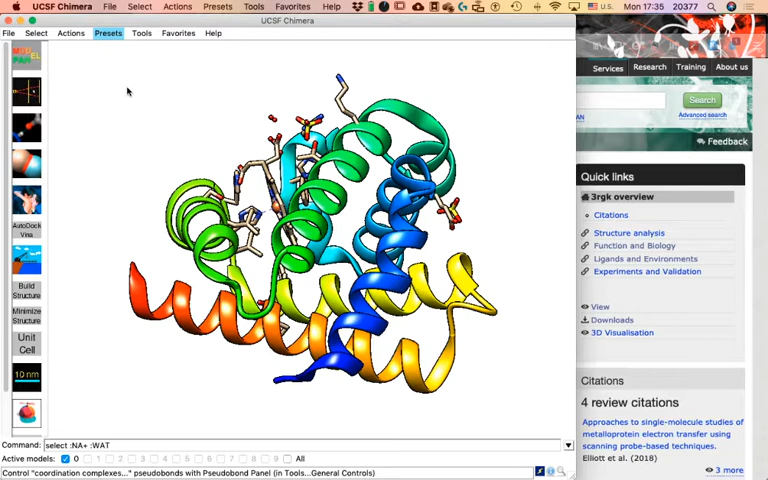 UCSF Chimera File Select Actions Presets Tools Favorites Help U.S. Mon 17:35 20377
UCSF Chimera
File Select Actions Presets Tools Favorites Help
MODEL PANEL
AutoDock
Vina
Build
Structure
Minimize
Structure
Unit
Cell
10 nm
Command: select :NA+ :WAT
Active models: 0 1 2 3 4 5 6 7 8 9 All
Control "coordination complexes..." pseudobonds with Pseudobond Panel (in Tools...General Controls)
Services Research Training About us
Search
Advanced search
Feedback
Quick links
3rgk overview
Citations
Structure analysis
Function and Biology
Ligands and Environments
Experiments and Validation
View
Downloads
3D Visualisation
Citations
4 review citations
Approaches to single-molecule studies of
metalloprotein electron transfer using
scanning probe-based techniques.
Elliott et al. (2018)
3 more